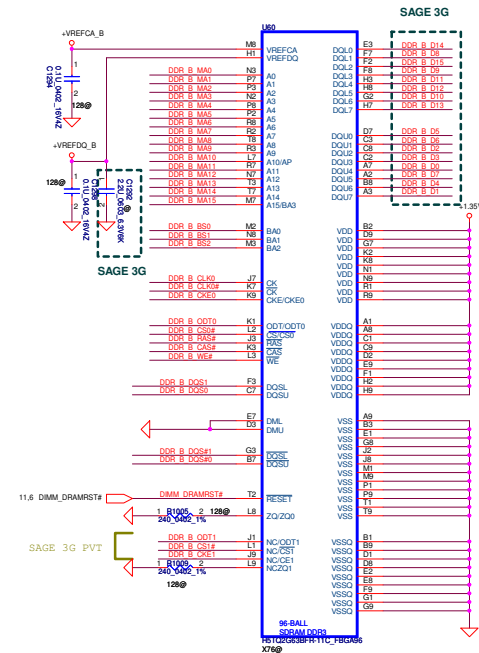 SAGE 3G
U60
+VREFCA_B
M8 VREFCA
H1 VREFDQ
E3 DQL0 DDR_B_D14
F7 DQL1 DDR_B_D9
F2 DQL2 DDR_B_D15
F8 DQL3 DDR_B_D11
H3 DQL4 DDR_B_D8
H8 DQL5 DDR_B_D12
G2 DQL6 DDR_B_D10
H7 DQL7 DDR_B_D13
0.1U_0402_16V4Z
C1294
1
2
128@
DDR_B_MA0 N3 A0
DDR_B_MA1 P7 A1
DDR_B_MA2 P3 A2
DDR_B_MA3 N2 A3
DDR_B_MA4 P8 A4
DDR_B_MA5 P2 A5
DDR_B_MA6 R8 A6
DDR_B_MA7 R2 A7
DDR_B_MA8 T8 A8
DDR_B_MA9 R3 A9
DDR_B_MA10 L7 A10/AP
DDR_B_MA11 R7 A11
DDR_B_MA12 N7 A12
DDR_B_MA13 T3 A13
DDR_B_MA14 T7 A14
DDR_B_MA15 M7 A15/BA3
D7 DQU0 DDR_B_D5
C3 DQU1 DDR_B_D6
C8 DQU2 DDR_B_D2
C2 DQU3 DDR_B_D3
A7 DQU4 DDR_B_D0
A2 DQU5 DDR_B_D7
B8 DQU6 DDR_B_D4
A3 DQU7 DDR_B_D1
+VREFDQ_B
128@
0.1U_0402_16V4Z
C1292
2.2U_0603_6.3V6K
1
2
1
2
SAGE 3G
+1.35V
DDR_B_BS0 M2 BA0
DDR_B_BS1 N8 BA1
DDR_B_BS2 M3 BA2
B2 VDD
D9 VDD
G7 VDD
K2 VDD
K8 VDD
N1 VDD
N9 VDD
R1 VDD
R9 VDD
DDR_B_CLK0 J7 CK
DDR_B_CLK0# K7 CK
DDR_B_CKE0 K9 CKE/CKE0
DDR_B_ODT0 K1 ODT/ODT0
DDR_B_CS0# L2 CS/CS0
DDR_B_RAS# J3 RAS
DDR_B_CAS# K3 CAS
DDR_B_WE# L3 WE
A1 VDDQ
A8 VDDQ
C1 VDDQ
C9 VDDQ
D2 VDDQ
E9 VDDQ
F1 VDDQ
H2 VDDQ
H9 VDDQ
DDR_B_DQS1 F3 DQSL
DDR_B_DQS0 C7 DQSU
E7 DML
D3 DMU
DDR_B_DQS#1 G3 DQSL
DDR_B_DQS#0 B7 DQSU
A9 VSS
B3 VSS
E1 VSS
G8 VSS
J2 VSS
J8 VSS
M1 VSS
M9 VSS
P1 VSS
P9 VSS
T1 VSS
T9 VSS
11,6 DIMM_DRAMRST# DIMM_DRAMRST# T2 RESET
1 R1005 2 128@ L8 ZQ/ZQ0
240_0402_1%
SAGE 3G PVT
DDR_B_ODT1 J1 NC/ODT1
DDR_B_CS1# L1 NC/CS1
DDR_B_CKE1 J9 NC/CE1
1 R1009 2 L9 NCZQ1
240_0402_1%
128@
B1 VSSQ
B9 VSSQ
D1 VSSQ
D8 VSSQ
E2 VSSQ
E8 VSSQ
F9 VSSQ
G1 VSSQ
G9 VSSQ
96-BALL
SDRAM DDR3
H5TQ2G63BFR-11C_FBGA96
X76@